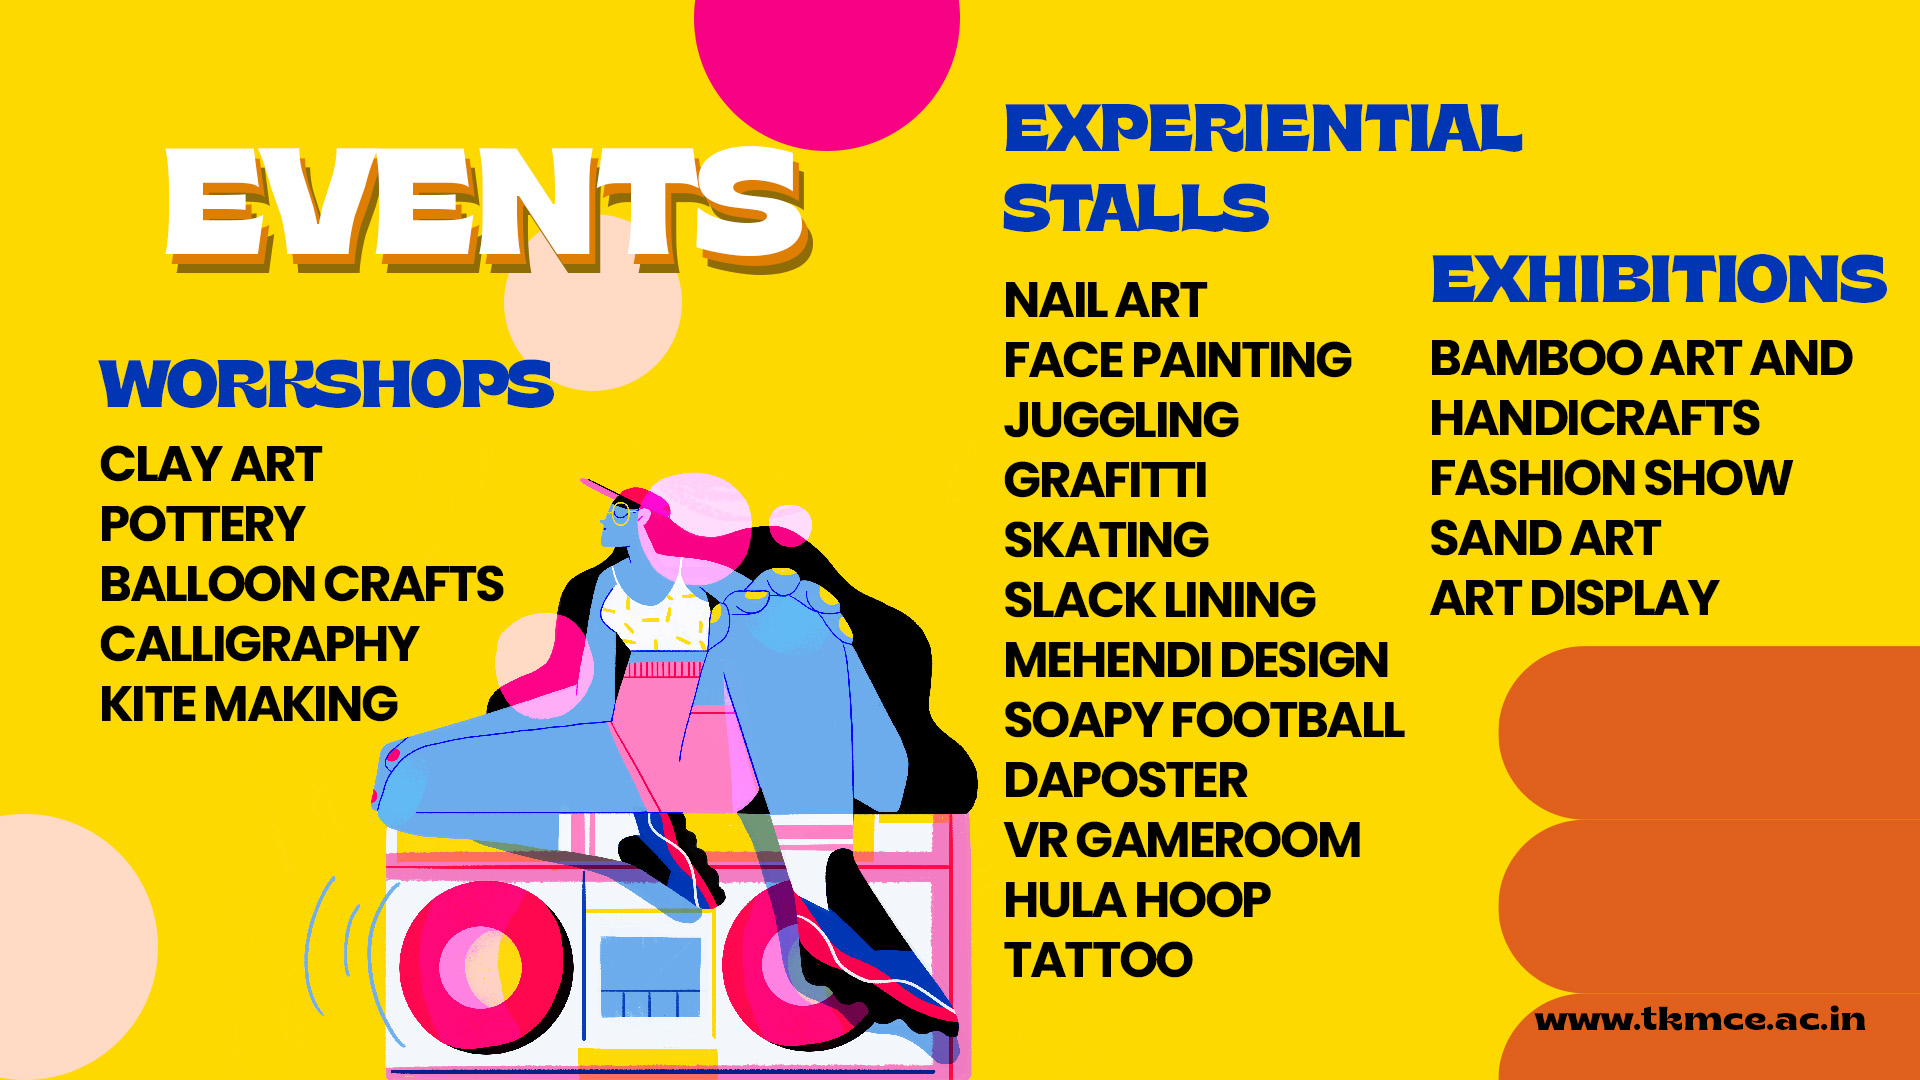 EVENTS
WORKSHOPS
CLAY ART
POTTERY
BALLOON CRAFTS
CALLIGRAPHY
KITE MAKING
EXPERIENTIAL
STALLS
NAIL ART
FACE PAINTING
JUGGLING
GRAFITTI
SKATING
SLACK LINING
MEHENDI DESIGN
SOAPY FOOTBALL
DAPOSTER
VR GAMEROOM
HULA HOOP
TATTOO
EXHIBITIONS
BAMBOO ART AND
HANDICRAFTS
FASHION SHOW
SAND ART
ART DISPLAY
www.tkmce.ac.in